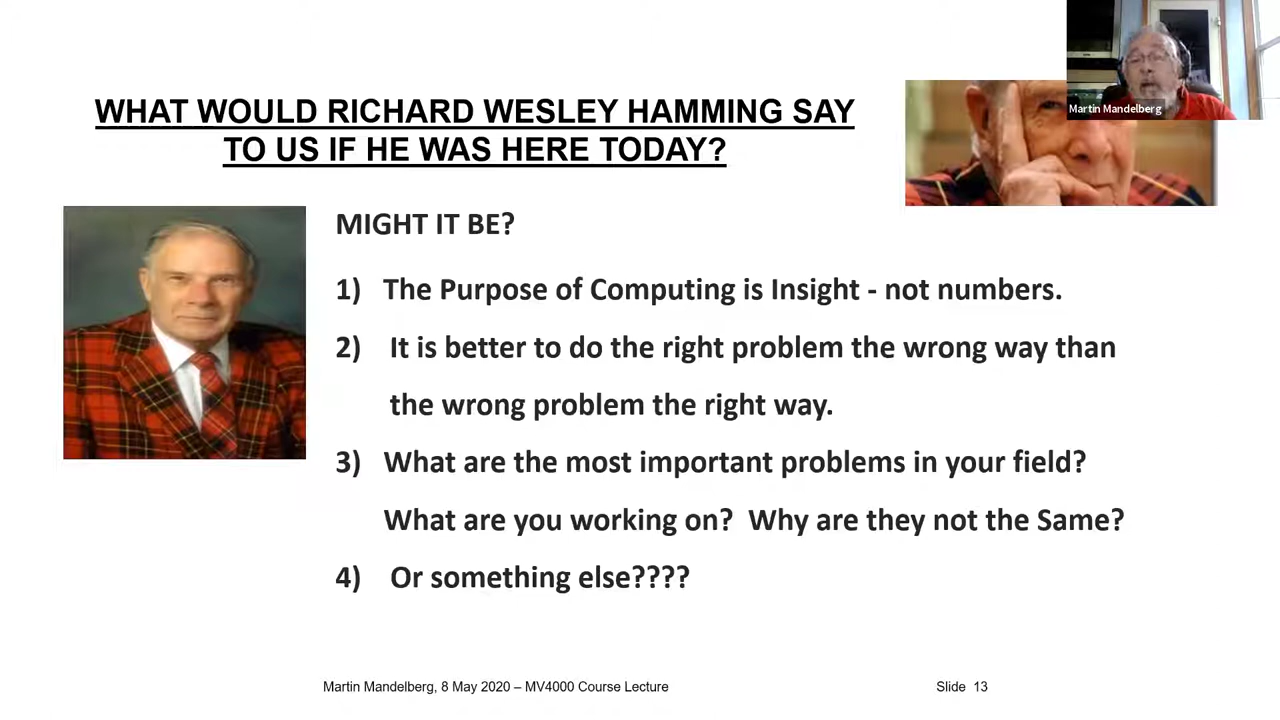 WHAT WOULD RICHARD WESLEY HAMMING SAY
TO US IF HE WAS HERE TODAY?
Martin Mandelberg
MIGHT IT BE?
1) The Purpose of Computing is Insight - not numbers.
2) It is better to do the right problem the wrong way than
the wrong problem the right way.
3) What are the most important problems in your field?
What are you working on? Why are they not the Same?
4) Or something else????
Martin Mandelberg, 8 May 2020 – MV4000 Course Lecture
Slide 13